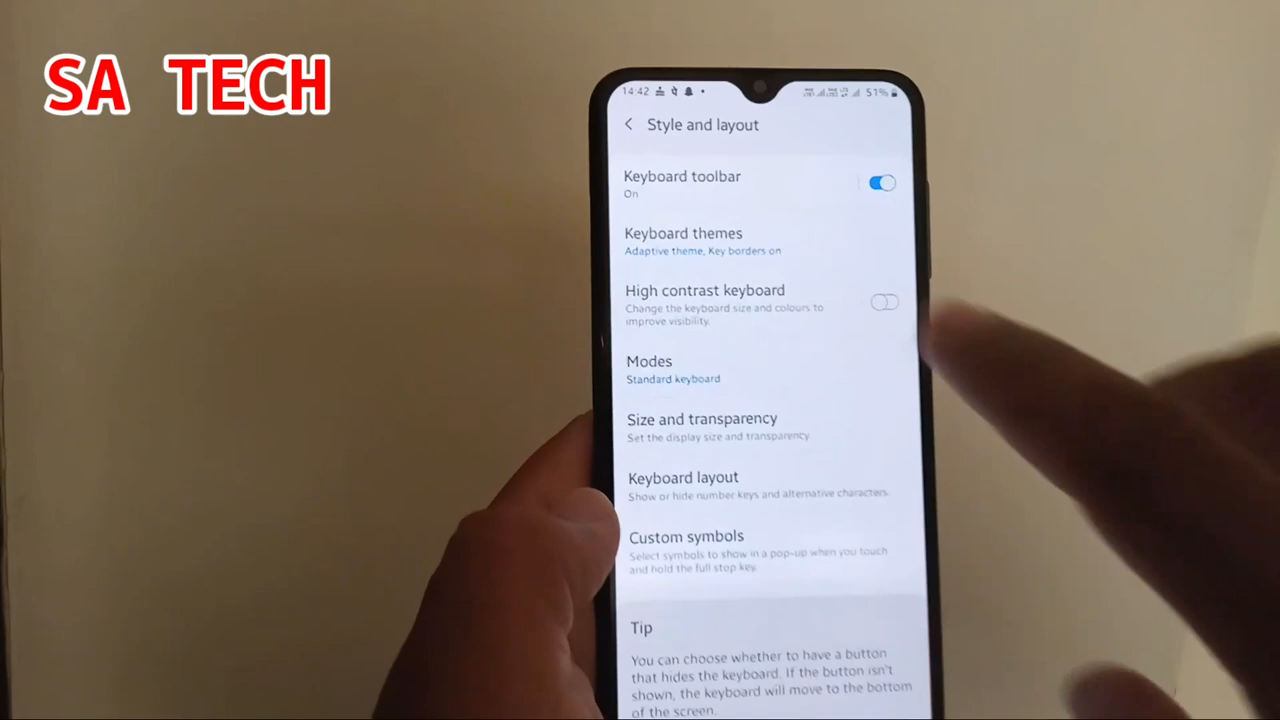 SA TECH
14:42
51%
Style and layout
Keyboard toolbar
On
Keyboard themes
Adaptive theme, Key borders on
High contrast keyboard
Change the keyboard size and colours to
improve visibility.
Modes
Standard keyboard
Size and transparency
Set the display size and transparency.
Keyboard layout
Show or hide number keys and alternative characters.
Custom symbols
Select symbols to show in a pop-up when you touch
and hold the full stop key.
Tip
You can choose whether to have a button
that hides the keyboard. If the button isn't
shown, the keyboard will move to the bottom
of the screen.